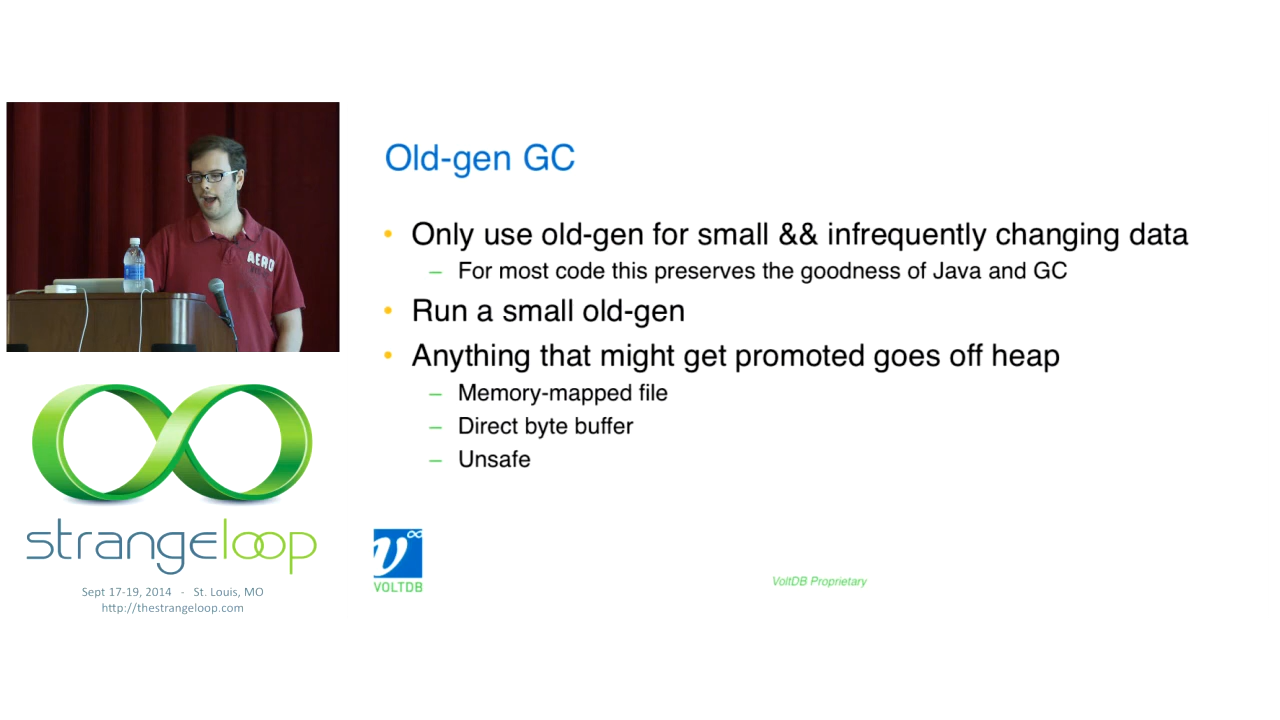 Old-gen GC
• Only use old-gen for small && infrequently changing data
– For most code this preserves the goodness of Java and GC
• Run a small old-gen
• Anything that might get promoted goes off heap
– Memory-mapped file
– Direct byte buffer
– Unsafe
VOLTDB
VoltDB Proprietary
AERO
strangeloop
Sept 17-19, 2014 - St. Louis, MO
http://thestrangeloop.com